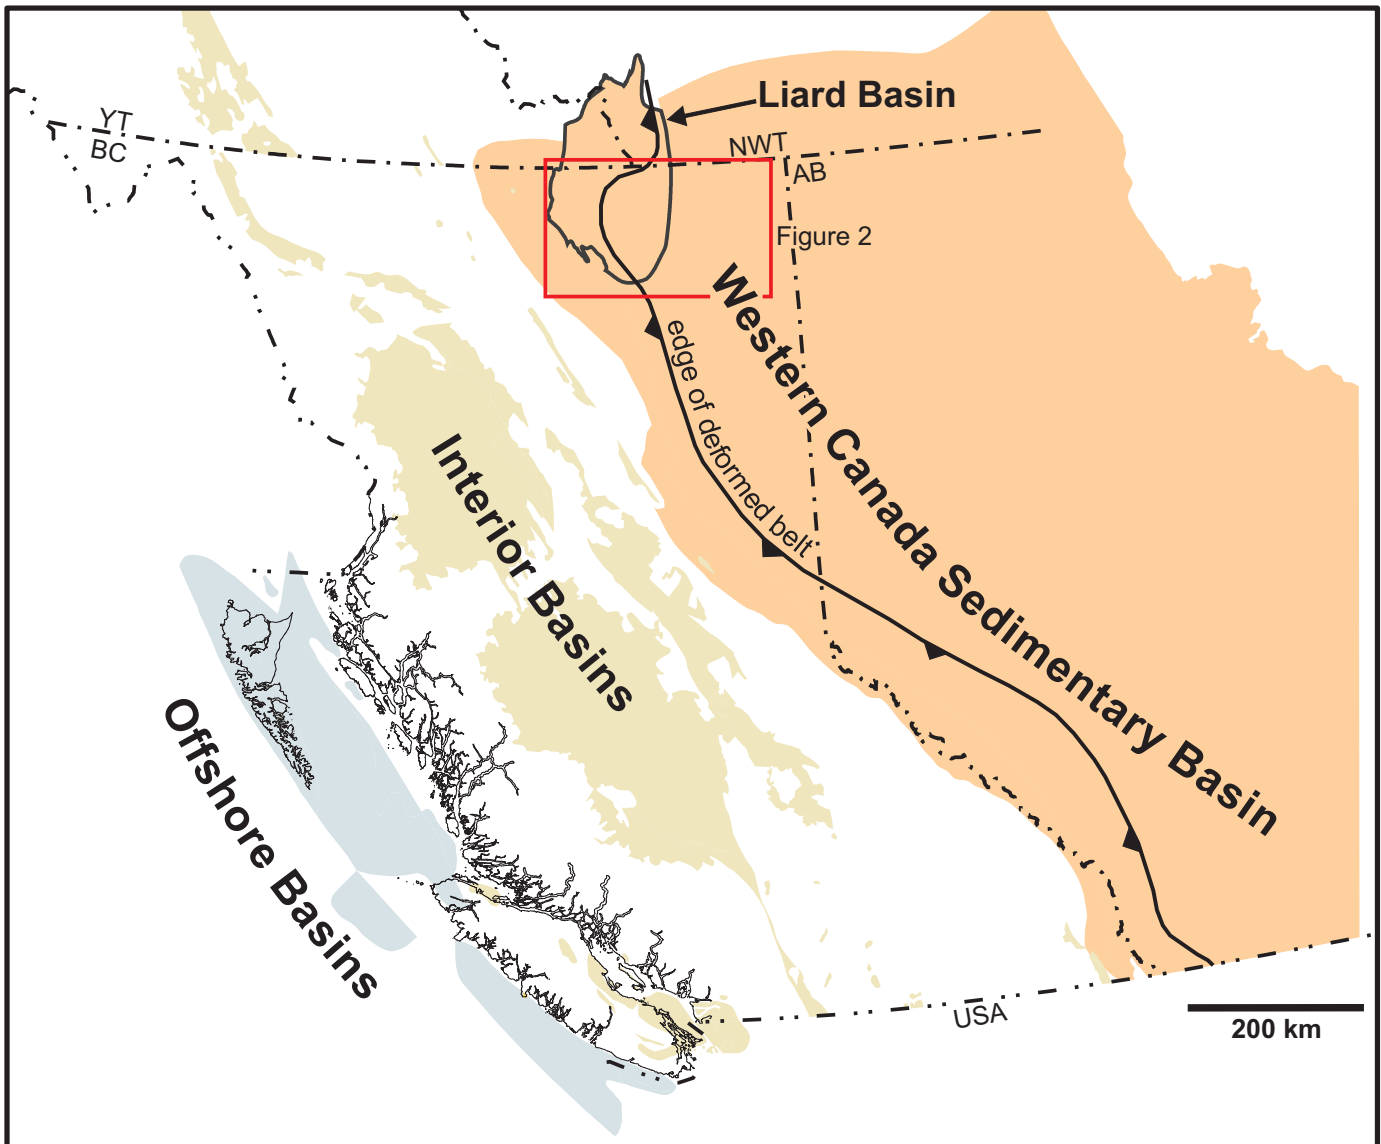 Liard Basin
YT
BC
NWT
AB
Figure 2
Western Canada Sedimentary Basin
edge of deformed belt
Interior Basins
Offshore Basins
USA
200 km